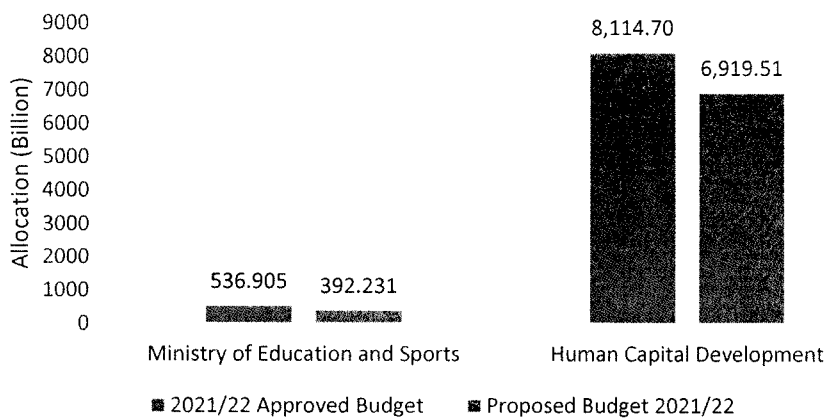 9000
8000
7000
6000
5000
4000
3000
2000
1000
0
Allocation (Billion)
536.905
392.231
8,114.70
6,919.51
Ministry of Education and Sports
Human Capital Development
2021/22 Approved Budget
Proposed Budget 2021/22